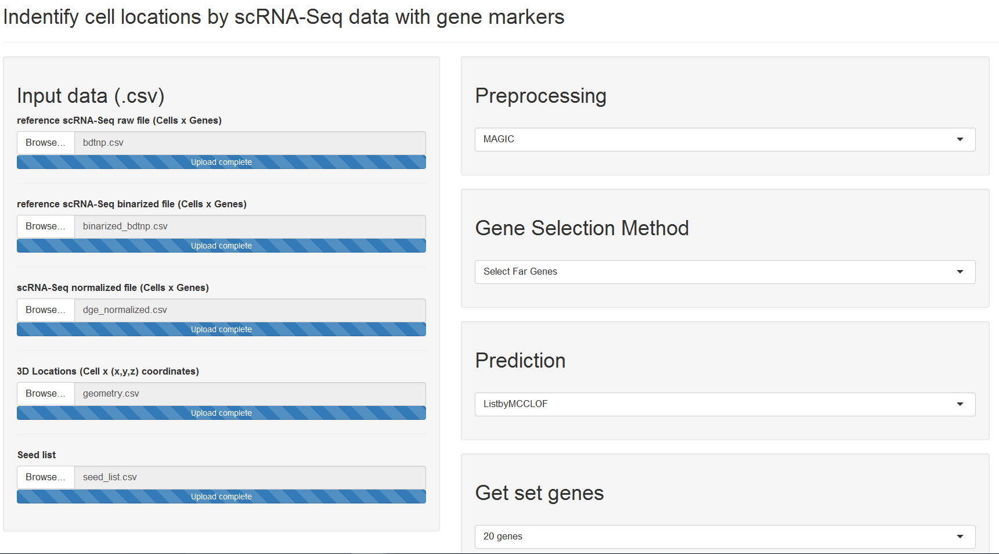 Indentify cell locations by scRNA-Seq data with gene markers
Input data (.csv)
reference scRNA-Seq raw file (Cells x Genes)
Browse... bdtnp.csv
Upload complete
reference scRNA-Seq binarized file (Cells x Genes)
Browse... binarized_bdtnp.csv
Upload complete
scRNA-Seq normalized file (Cells x Genes)
Browse... dge_normalized.csv
Upload complete
3D Locations (Cell x (x,y,z) coordinates)
Browse... geometry.csv
Upload complete
Seed list
Browse... seed_list.csv
Upload complete
Preprocessing
MAGIC
Gene Selection Method
Select Far Genes
Prediction
ListbyMCCLOF
Get set genes
20 genes